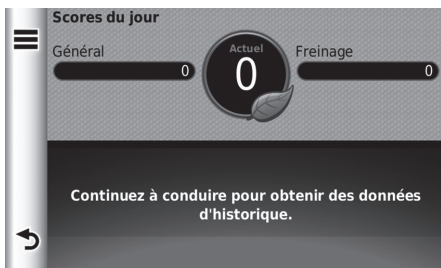 Scores du jour
Général
Actuel
Freinage
0
0
0
Continuez à conduire pour obtenir des données
d'historique.